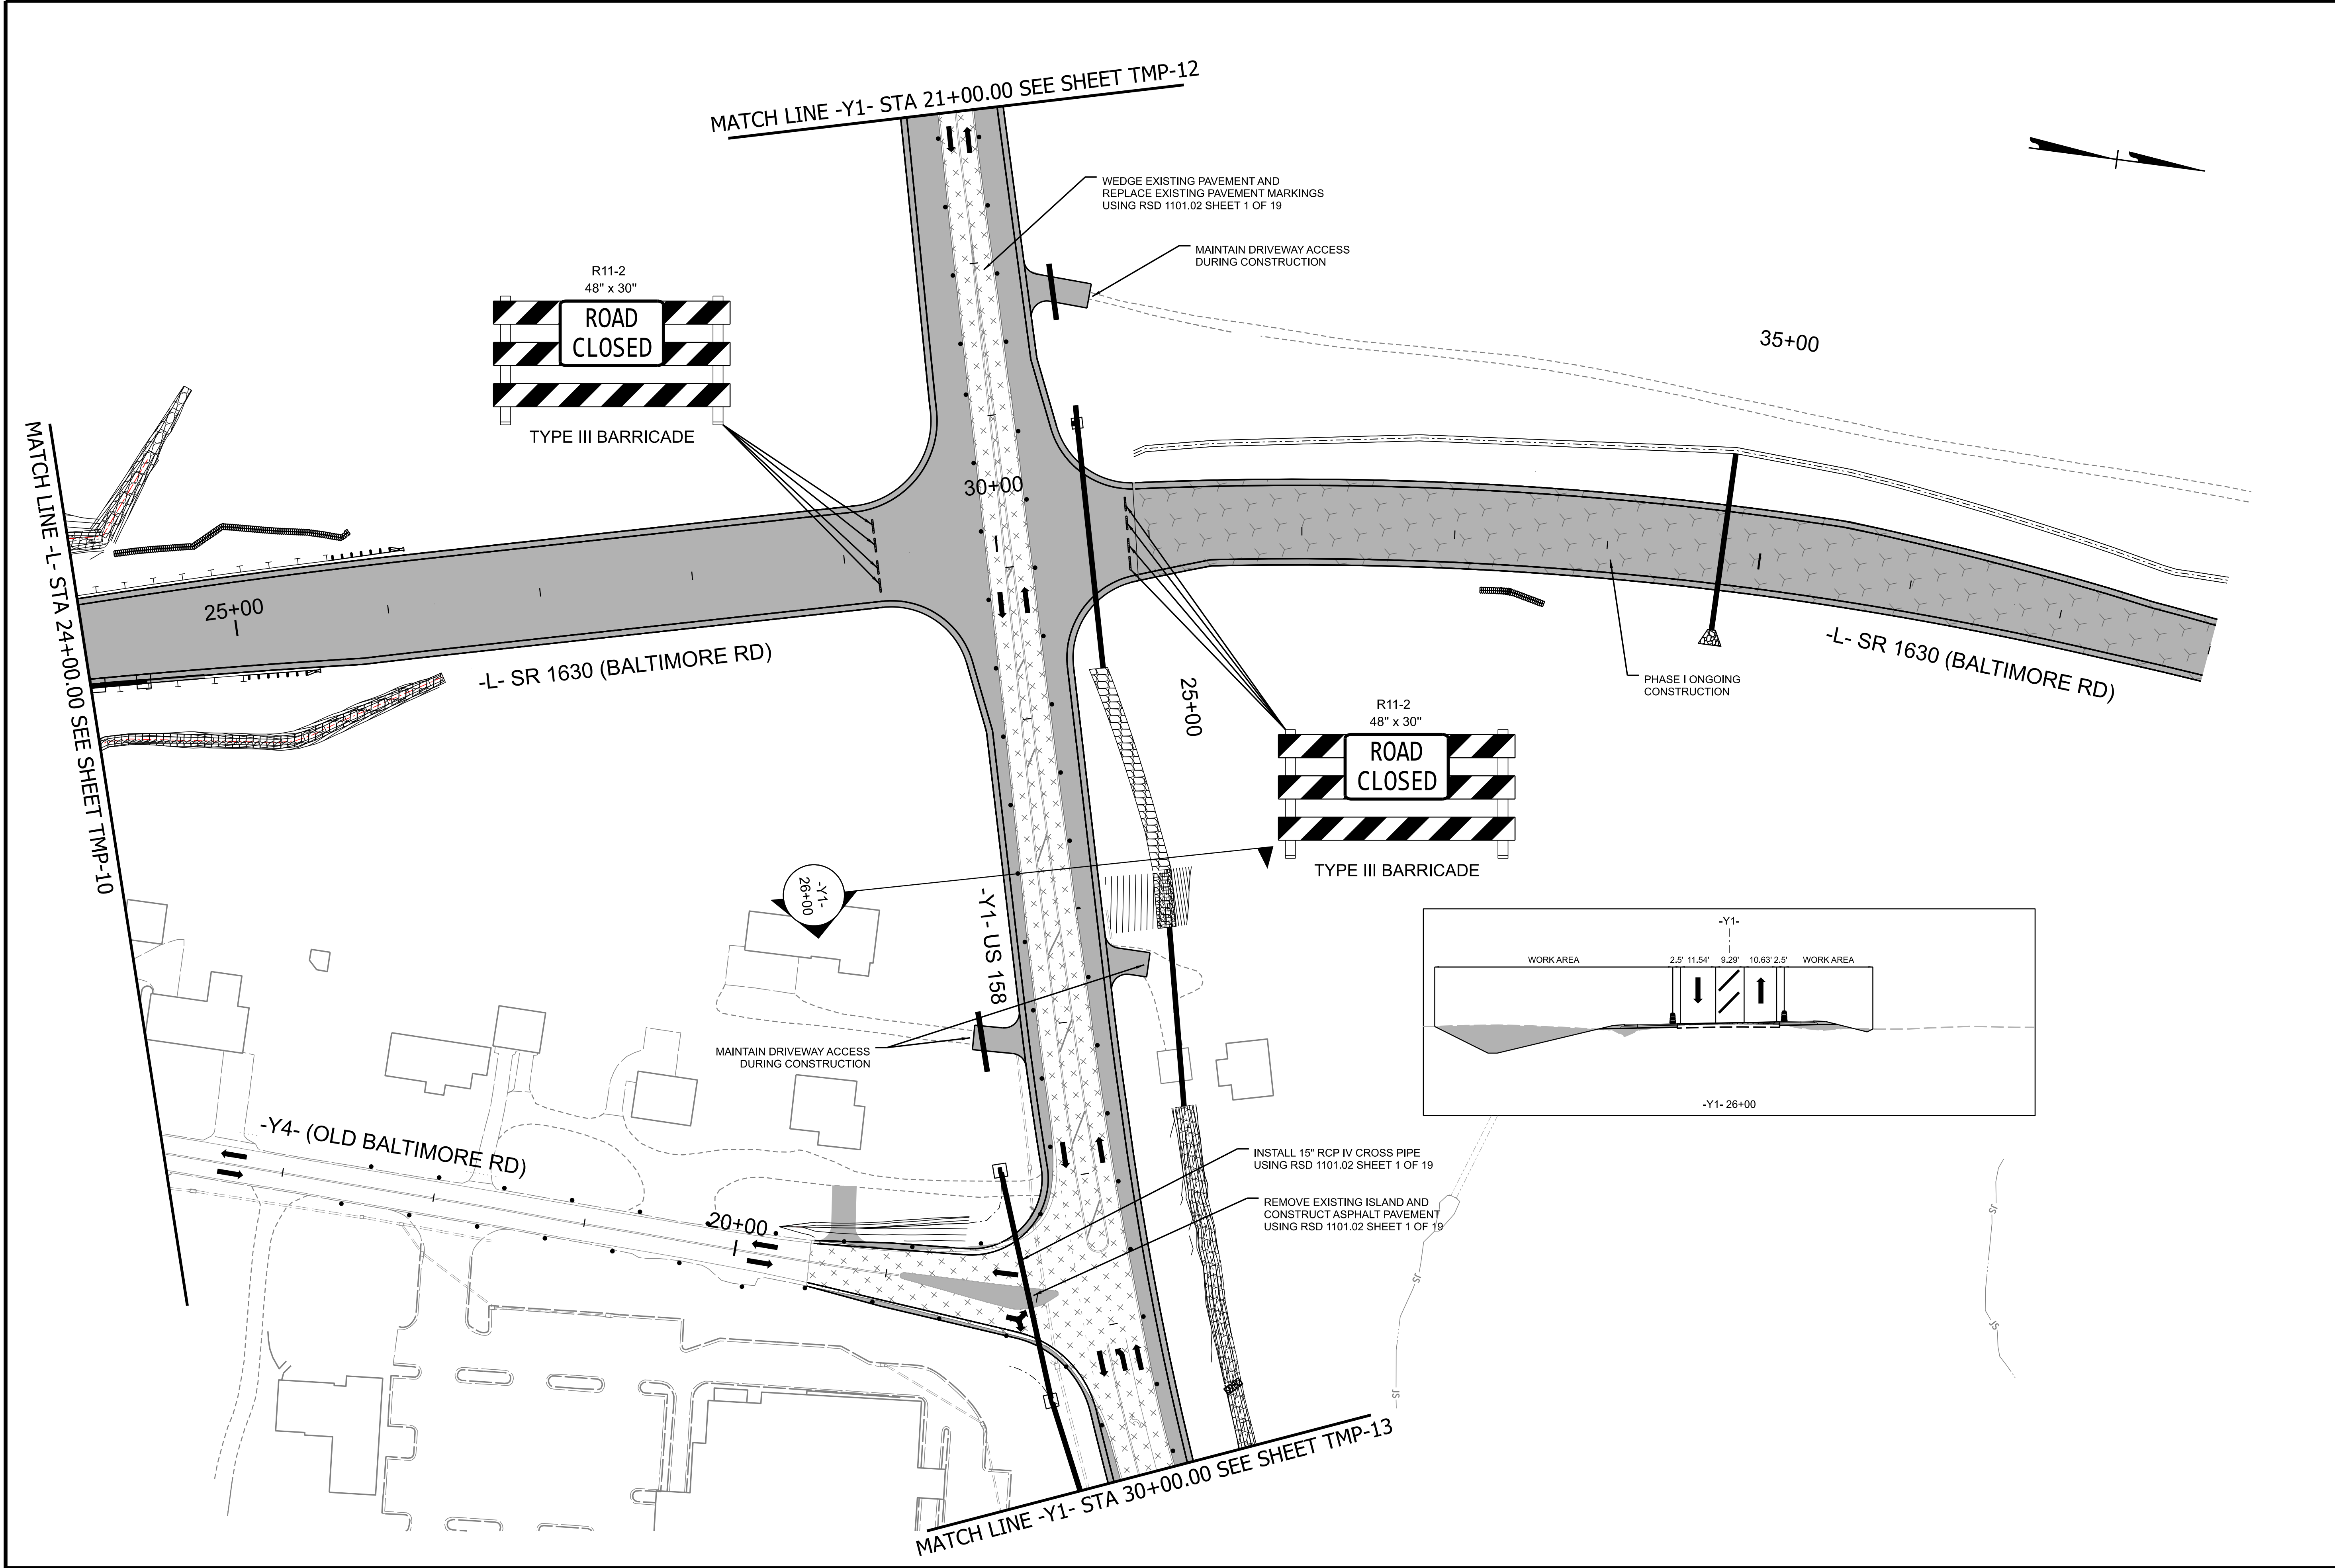 MATCH LINE -Y1- STA 21+00.00 SEE SHEET TMP-12
WEDGE EXISTING PAVEMENT AND
REPLACE EXISTING PAVEMENT MARKINGS
USING RSD 1101.02 SHEET 1 OF 19
MAINTAIN DRIVEWAY ACCESS
DURING CONSTRUCTION
R11-2
48" x 30"
ROAD
CLOSED
TYPE III BARRICADE
35+00
30+00
MATCH LINE -L- STA 24+00.00 SEE SHEET TMP-10
25+00
-L- SR 1630 (BALTIMORE RD)
-L- SR 1630 (BALTIMORE RD)
PHASE I ONGOING
CONSTRUCTION
25+00
R11-2
48" x 30"
ROAD
CLOSED
TYPE III BARRICADE
-Y1-
26+00
-Y1- US 158
-Y1-
WORK AREA
2.5' 11.54' 9.29' 10.63' 2.5'
WORK AREA
-Y1- 26+00
MAINTAIN DRIVEWAY ACCESS
DURING CONSTRUCTION
-Y4- (OLD BALTIMORE RD)
INSTALL 15" RCP IV CROSS PIPE
USING RSD 1101.02 SHEET 1 OF 19
REMOVE EXISTING ISLAND AND
CONSTRUCT ASPHALT PAVEMENT
USING RSD 1101.02 SHEET 1 OF 19
20+00
JS
JS
JS
JS
MATCH LINE -Y1- STA 30+00.00 SEE SHEET TMP-13